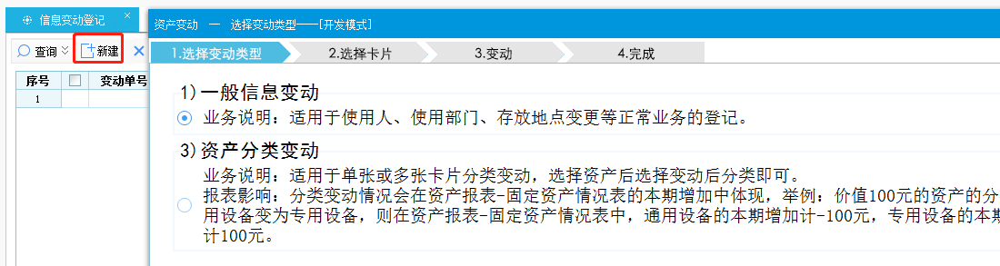 信息变动登记 ×
查询 新建
序号 变动单号
1
资产变动 — 选择变动类型——[开发模式]
1.选择变动类型 2.选择卡片 3.变动 4.完成
1)一般信息变动
业务说明：适用于使用人、使用部门、存放地点变更等正常业务的登记。
3)资产分类变动
业务说明：适用于单张或多张卡片分类变动，选择资产后选择变动后分类即可。
报表影响：分类变动情况会在资产报表-固定资产情况表的本期增加中体现，举例：价值100元的资产的分
用设备变为专用设备，则在资产报表-固定资产情况表中，通用设备的本期增加计-100元，专用设备的本期
计100元。